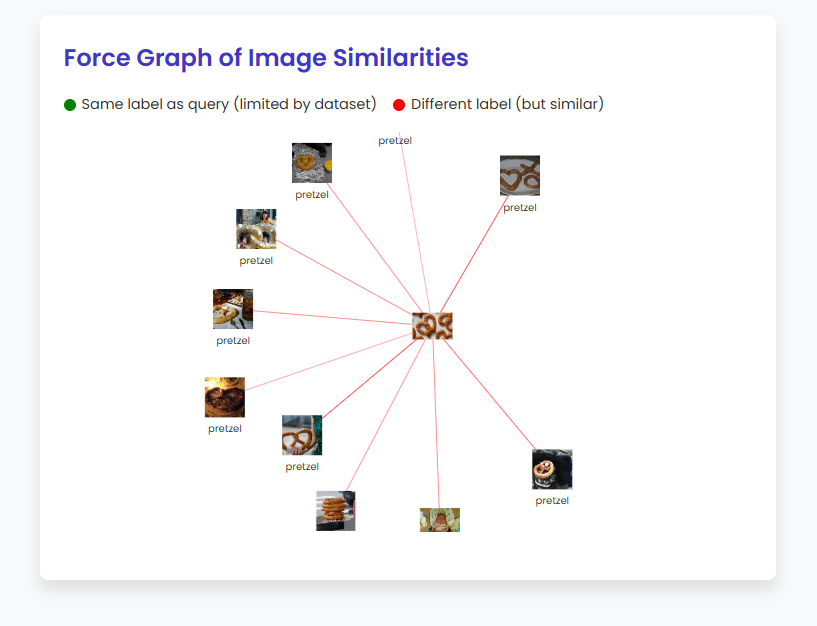 Force Graph of Image Similarities
Same label as query (limited by dataset)
Different label (but similar)
pretzel
pretzel
pretzel
pretzel
pretzel
pretzel
pretzel
pretzel
pretzel